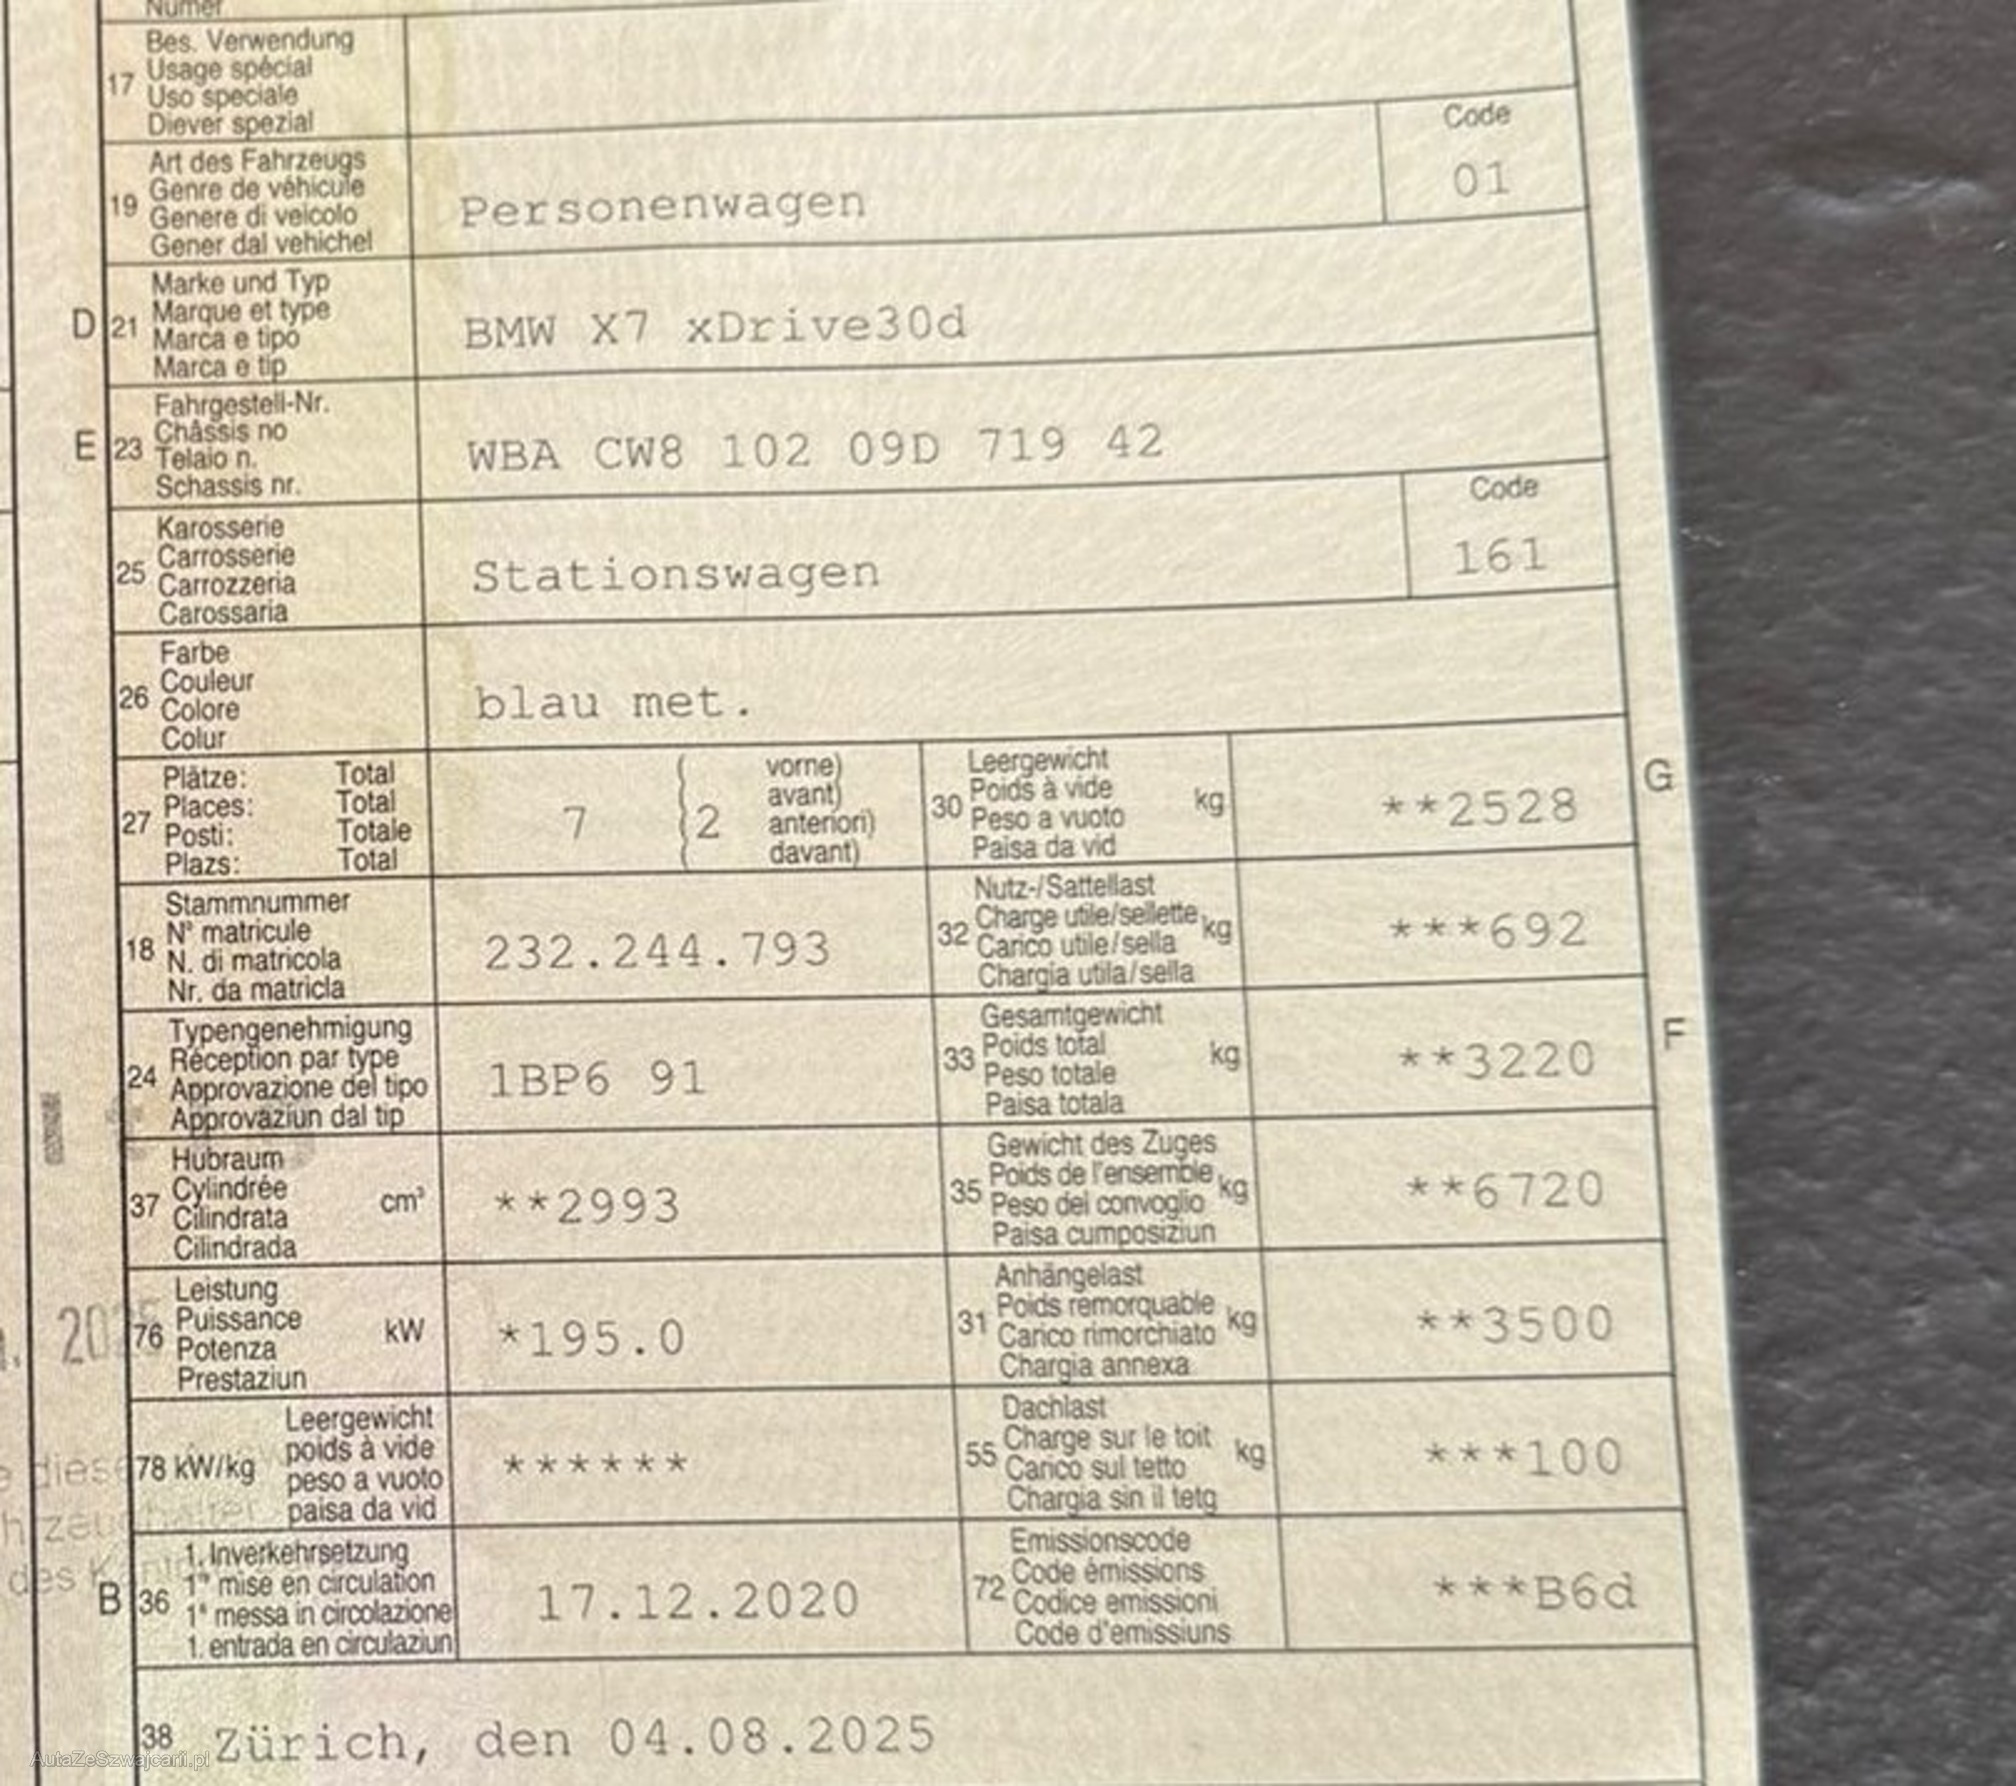 Numer
17 Bes. Verwendung
Usage spécial
Uso speciale
Diever spezial
19 Art des Fahrzeugs
Genre de véhicule
Genere di veicolo
Gener dal vehichel
Personenwagen
Code
01
D 21 Marke und Typ
Marque et type
Marca e tipo
Marca e tip
BMW X7 xDrive30d
E 23 Fahrgestell-Nr.
Châssis no
Telaio n.
Schassis nr.
WBA CW8 102 09D 719 42
25 Karosserie
Carrosserie
Carrozzeria
Carossaria
Stationswagen
Code
161
26 Farbe
Couleur
Colore
Colur
blau met.
27 Plätze: Total
Places: Total
Posti: Totale
Plazs: Total
7 2
vorne)
avant)
anteriori)
davant)
30 Leergewicht
Poids à vide
Peso a vuoto
Paisa da vid
kg
**2528
G
18 Stammnummer
N° matricule
N. di matricola
Nr. da matricla
232.244.793
32 Nutz-/Sattellast
Charge utile/sellette
Carico utile/sella
Chargia utila/sella
kg
***692
24 Typengenehmigung
Réception par type
Approvazione del tipo
Approvaziun dal tip
1BP6 91
33 Gesamtgewicht
Poids total
Peso totale
Paisa totala
kg
**3220
F
37 Hubraum
Cylindrée
Cilindrata
Cilindrada
cm³
**2993
35 Gewicht des Zuges
Poids de l'ensemble
Peso del convoglio
Paisa cumposiziun
kg
**6720
76 Leistung
Puissance
Potenza
Prestaziun
kW
*195.0
31 Anhängelast
Poids remorquable
Carico rimorchiato
Chargia annexa
kg
**3500
78 kW/kg
Leergewicht
poids à vide
peso a vuoto
paisa da vid
******
55 Dachlast
Charge sur le toit
Carico sul tetto
Chargia sin il tetg
kg
***100
B 36 1. Inverkehrsetzung
1re mise en circulation
1a messa in circolazione
1. entrada en circulaziun
17.12.2020
72 Emissionscode
Code émissions
Codice emissioni
Code d'emissiuns
***B6d
38 Zürich, den 04.08.2025
AutaZeSzwajcarii.pl